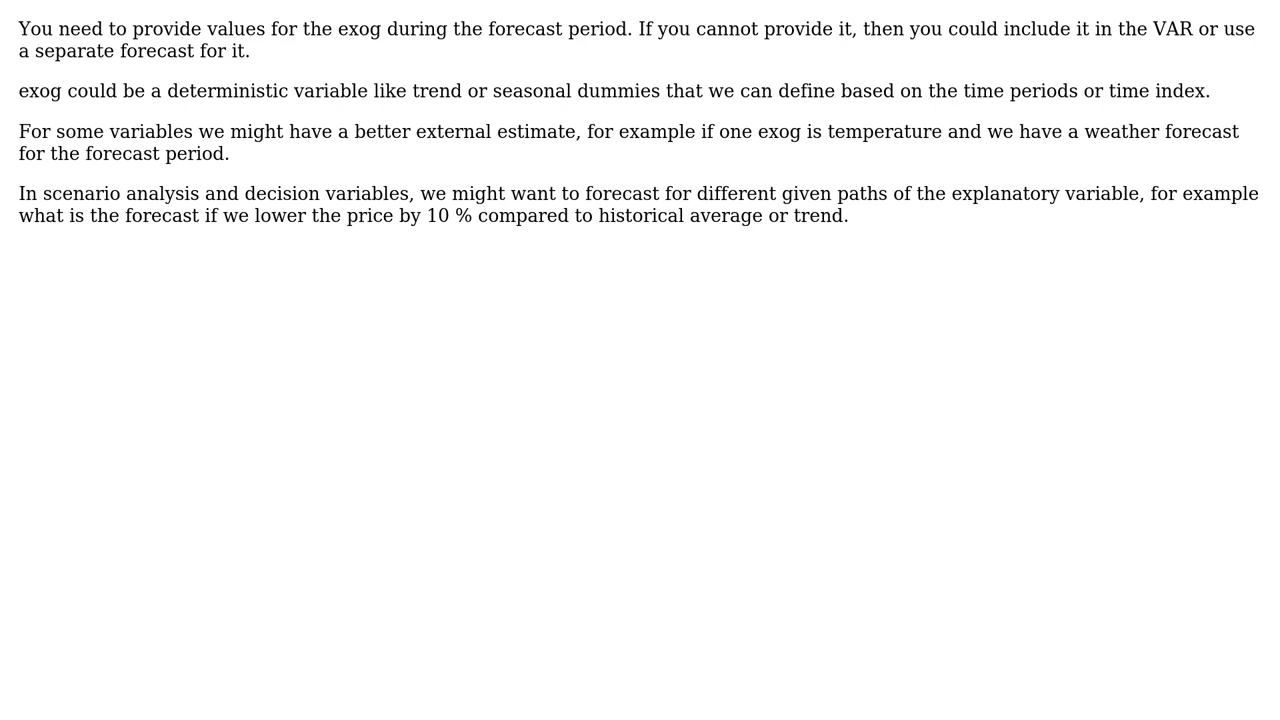 You need to provide values for the exog during the forecast period. If you cannot provide it, then you could include it in the VAR or use
a separate forecast for it.
exog could be a deterministic variable like trend or seasonal dummies that we can define based on the time periods or time index.
For some variables we might have a better external estimate, for example if one exog is temperature and we have a weather forecast
for the forecast period.
In scenario analysis and decision variables, we might want to forecast for different given paths of the explanatory variable, for example
what is the forecast if we lower the price by 10 % compared to historical average or trend.